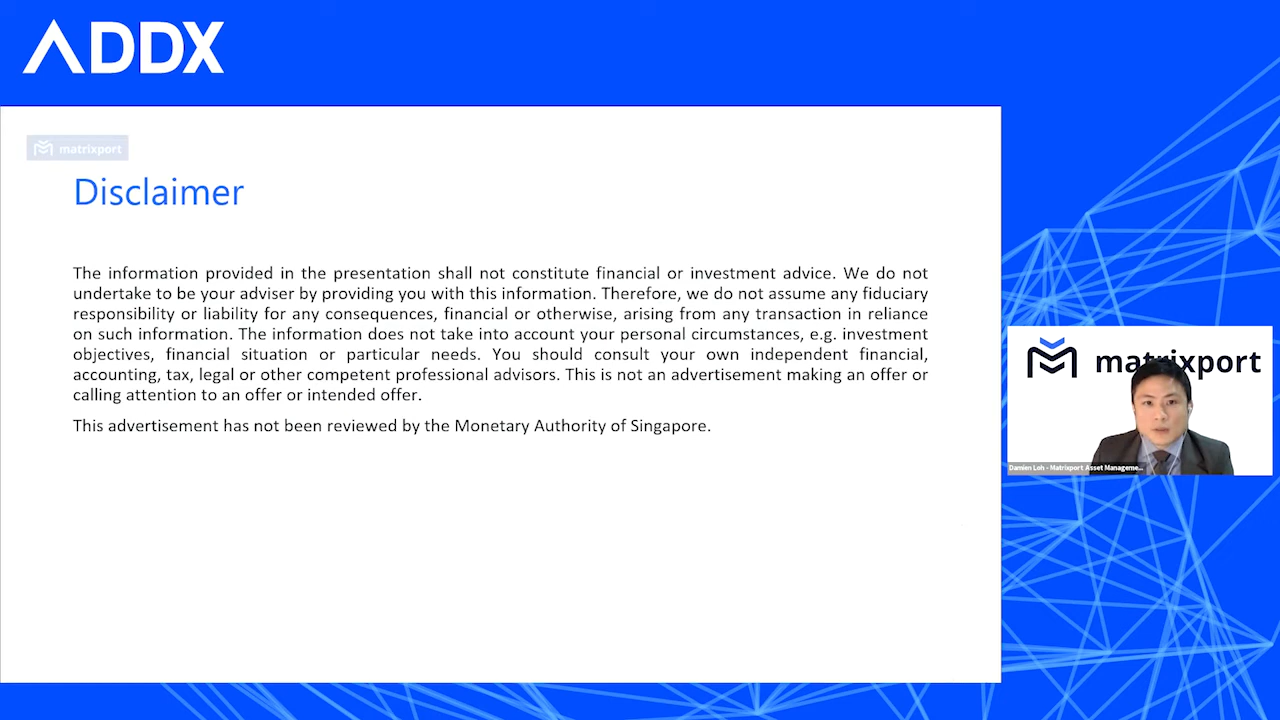 ADDX
matrixport
Disclaimer
The information provided in the presentation shall not constitute financial or investment advice. We do not
undertake to be your adviser by providing you with this information. Therefore, we do not assume any fiduciary
responsibility or liability for any consequences, financial or otherwise, arising from any transaction in reliance
on such information. The information does not take into account your personal circumstances, e.g. investment
objectives, financial situation or particular needs. You should consult your own independent financial,
accounting, tax, legal or other competent professional advisors. This is not an advertisement making an offer or
calling attention to an offer or intended offer.
This advertisement has not been reviewed by the Monetary Authority of Singapore.
matrixport
Damien Loh - Matrixport Asset Manageme...